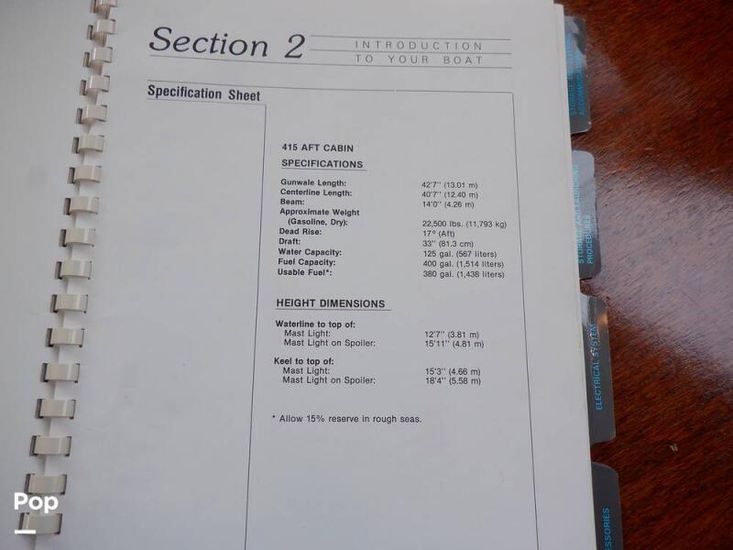 Section 2
INTRODUCTION
TO YOUR BOAT
Specification Sheet
415 AFT CABIN
SPECIFICATIONS
Gunwale Length: 42'7" (13.01 m)
Centerline Length: 40'7" (12.40 m)
Beam: 14'0" (4.26 m)
Approximate Weight
(Gasoline, Dry): 22,500 lbs. (11,793 kg)
Dead Rise: 17° (Aft)
Draft: 33" (81.3 cm)
Water Capacity: 125 gal. (567 liters)
Fuel Capacity: 400 gal. (1,514 liters)
Usable Fuel*: 380 gal. (1,438 liters)
HEIGHT DIMENSIONS
Waterline to top of:
Mast Light: 12'7" (3.81 m)
Mast Light on Spoiler: 15'11" (4.81 m)
Keel to top of:
Mast Light: 15'3" (4.66 m)
Mast Light on Spoiler: 18'4" (5.58 m)
* Allow 15% reserve in rough seas.
PROCEDURES
ELECTRICAL SYSTEM
Pop